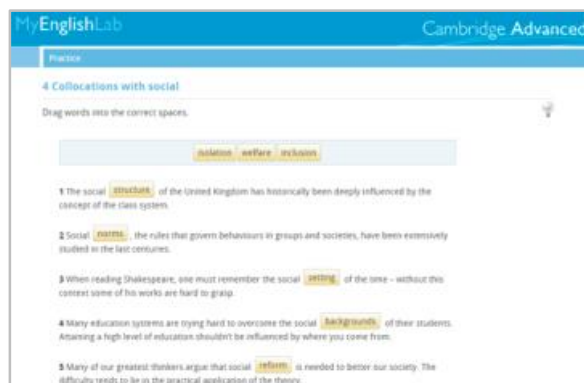 MyEnglishLab
Cambridge Advanced
Practice
4 Collocations with social
Drag words into the correct spaces.
isolation welfare inclusion
1 The social structure of the United Kingdom has historically been deeply influenced by the
concept of the class system.
2 Social norms, the rules that govern behaviours in groups and societies, have been extensively
studied in the last centuries.
3 When reading Shakespeare, one must remember the social setting of the time – without this
context some of his works are hard to grasp.
4 Many education systems are trying hard to overcome the social backgrounds of their students.
Attaining a high level of education shouldn't be influenced by where you come from.
5 Many of our greatest thinkers argue that social reform is needed to better our society. The
difficulty tends to lie in the practical application of the theory.